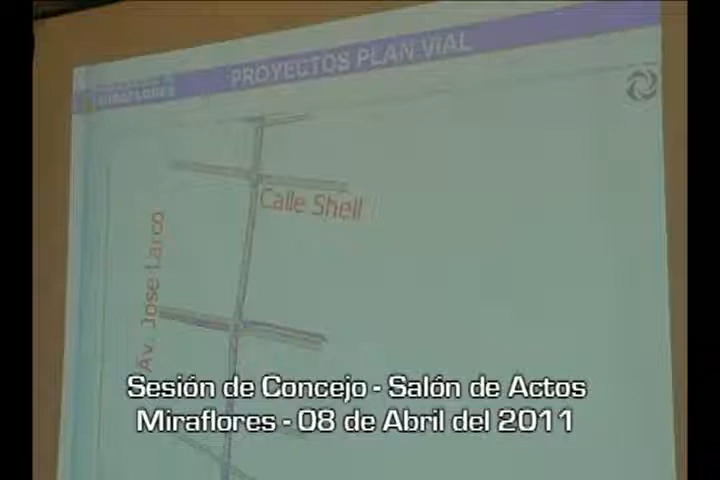 PROYECTOS PLAN VIAL
MIRAFLORES
Calle Shell
Av. Jose Larco
Sesión de Concejo - Salón de Actos
Miraflores - 08 de Abril del 2011